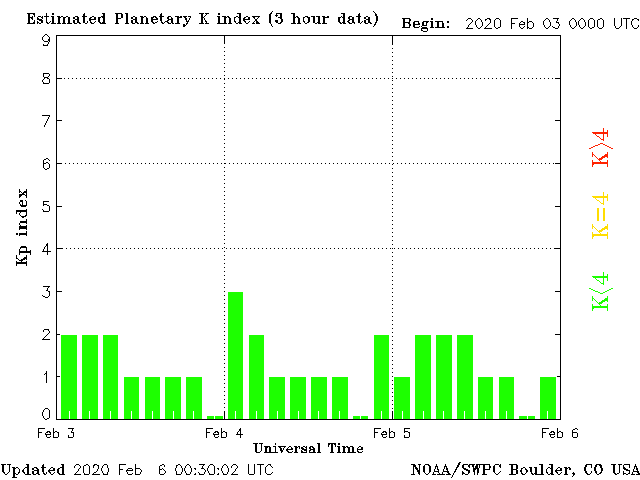 Estimated Planetary K index (3 hour data) Begin: 2020 Feb 03 0000 UTC
9
8
7
6
5
4
3
2
1
0
Kp index
K>4
K=4
K<4
Feb 3 Feb 4 Feb 5 Feb 6
Universal Time
Updated 2020 Feb 6 00:30:02 UTC NOAA/SWPC Boulder, CO USA